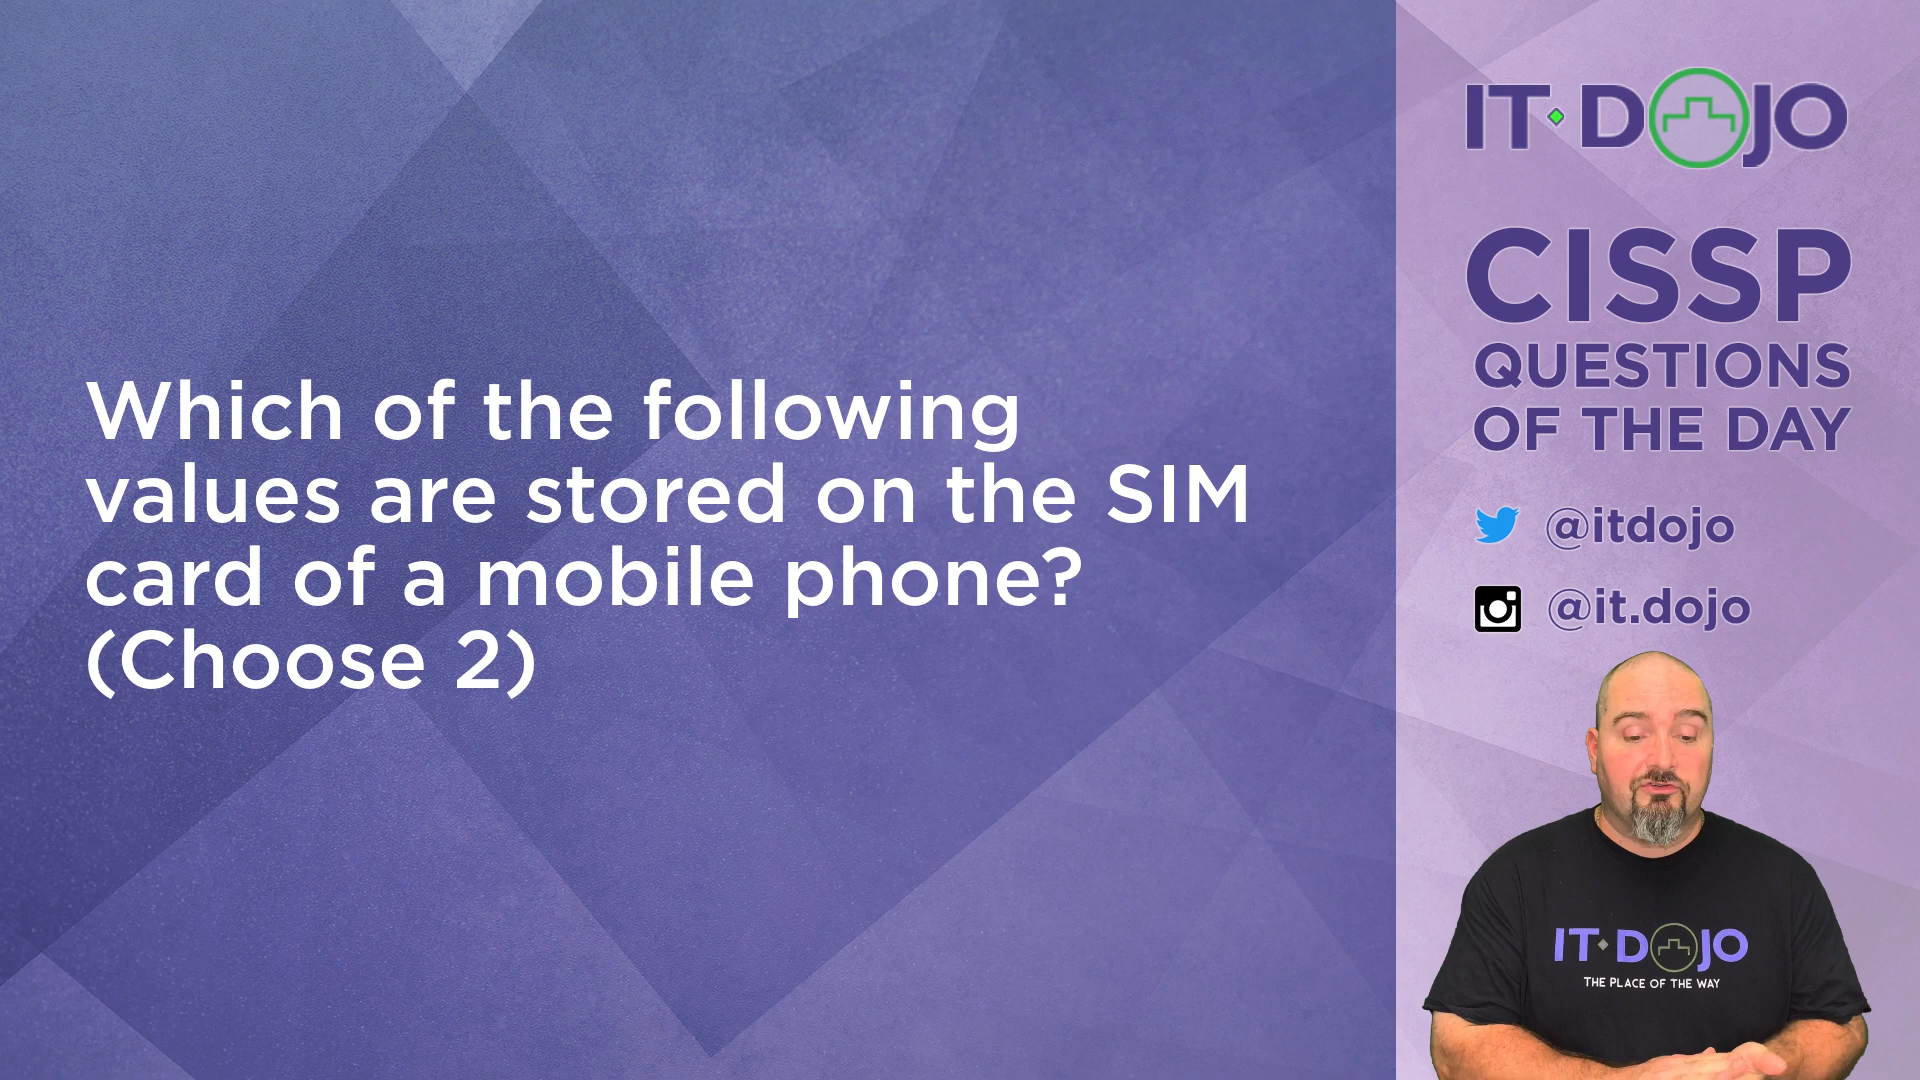 Which of the following
values are stored on the SIM
card of a mobile phone?
(Choose 2)
IT DOJO
CISSP
QUESTIONS
OF THE DAY
@itdojo
@it.dojo
IT DOJO
THE PLACE OF THE WAY